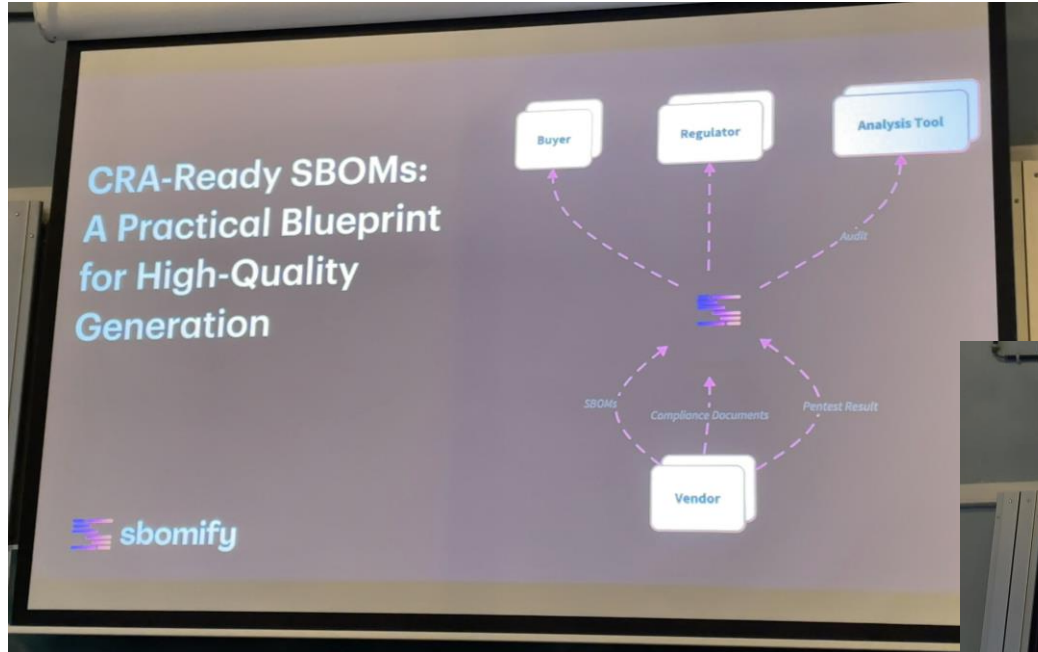 CRA-Ready SBOMs:
A Practical Blueprint
for High-Quality
Generation
sbomify
Buyer
Regulator
Analysis Tool
Audit
SBOMs
Compliance Documents
Pentest Result
Vendor